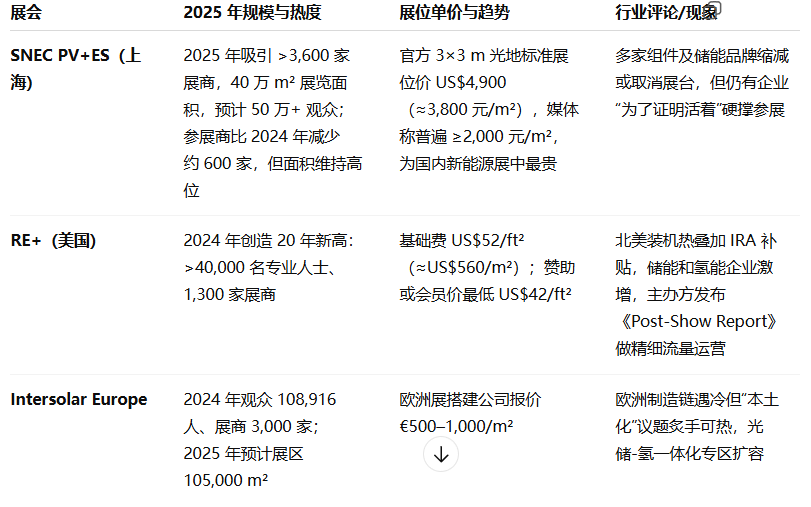 展会
2025 年规模与热度
展位单价与趋势
行业评论/现象
SNEC PV+ES（上
海）
2025 年吸引 >3,600 家
展商，40 万 m² 展览面
积，预计 50 万+ 观众；
参展商比 2024 年减少
约 600 家，但面积维持高
位
官方 3×3 m 光地标准展
位价 US$4,900
（≈3,800 元/m²），媒体
称普遍 ≥2,000 元/m²，
为国内新能源展中最贵
多家组件及储能品牌缩减
或取消展台，但仍有企业
“为了证明活着”硬撑参展
RE+（美国）
2024 年创造 20 年新高：
>40,000 名专业人士、
1,300 家展商
基础费 US$52/ft²
（≈US$560/m²）；赞助
或会员价最低 US$42/ft²
北美装机热叠加 IRA 补
贴，储能和氢能企业激
增，主办方发布
《Post-Show Report》
做精细流量运营
Intersolar Europe
2024 年观众 108,916
人、展商 3,000 家；
2025 年预计展区
105,000 m²
欧洲展搭建公司报价
€500–1,000/m²
欧洲制造链遇冷但“本土
化”议题炙手可热，光
储-氢一体化专区扩容